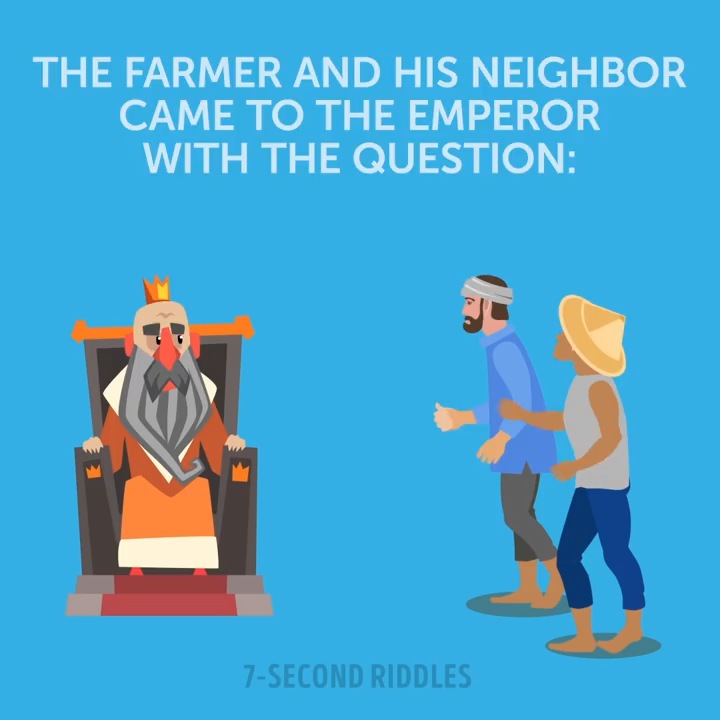 THE FARMER AND HIS NEIGHBOR
CAME TO THE EMPEROR
WITH THE QUESTION:
7-SECOND RIDDLES